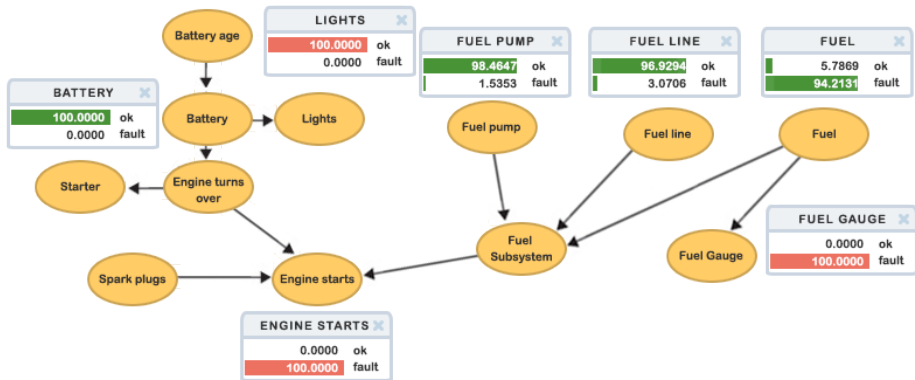 Battery age
LIGHTS
100.0000 ok
0.0000 fault
FUEL PUMP
98.4647 ok
1.5353 fault
FUEL LINE
96.9294 ok
3.0706 fault
FUEL
5.7869 ok
94.2131 fault
BATTERY
100.0000 ok
0.0000 fault
Battery
Lights
Fuel pump
Fuel line
Fuel
Starter
Engine turns
over
FUEL GAUGE
0.0000 ok
100.0000 fault
Fuel
Subsystem
Fuel Gauge
Spark plugs
Engine starts
ENGINE STARTS
0.0000 ok
100.0000 fault